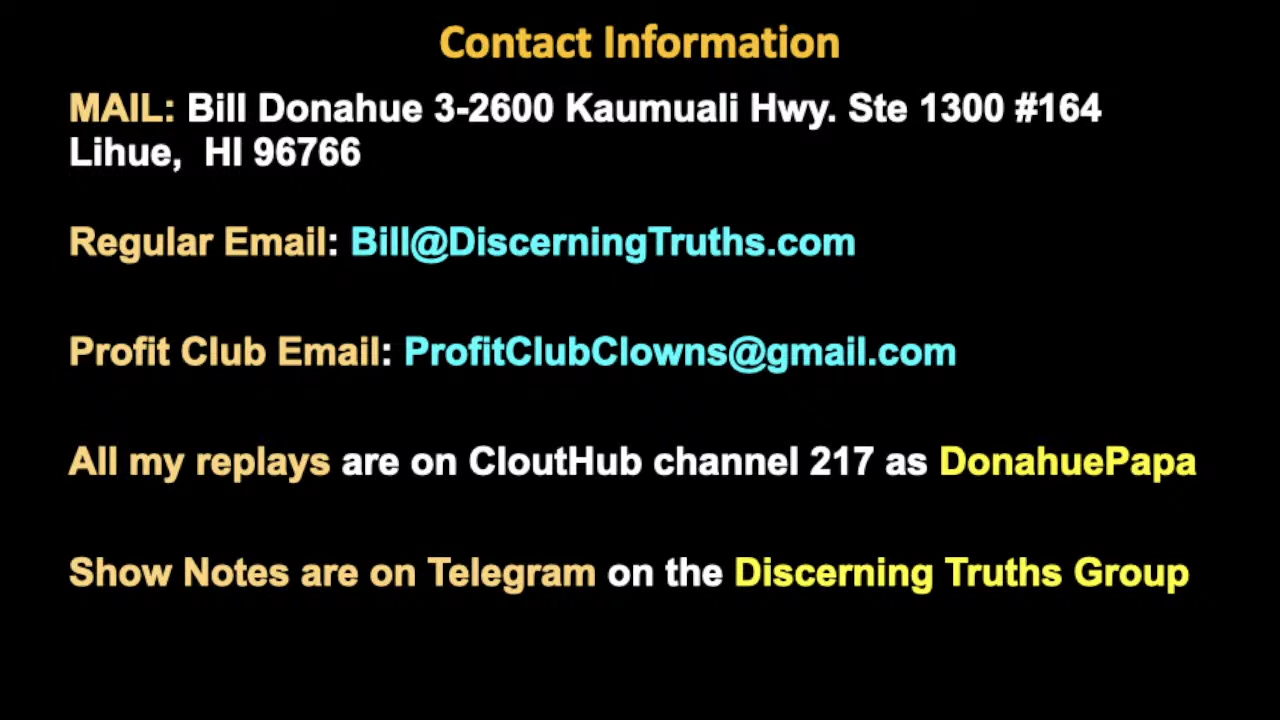 Contact Information
MAIL: Bill Donahue 3-2600 Kaumuali Hwy. Ste 1300 #164
Lihue,  HI 96766
Regular Email: Bill@DiscerningTruths.com
Profit Club Email: ProfitClubClowns@gmail.com
All my replays are on CloutHub channel 217 as DonahuePapa
Show Notes are on Telegram on the Discerning Truths Group